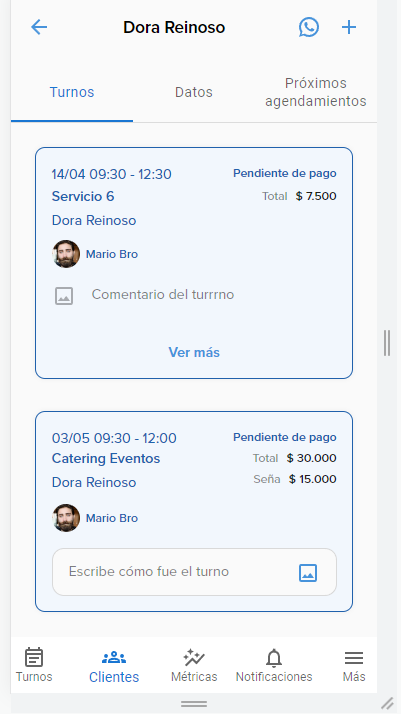 Dora Reinoso
Turnos
Datos
Próximos
agendamientos
14/04 09:30 - 12:30
Pendiente de pago
Servicio 6
Total $ 7.500
Dora Reinoso
Mario Bro
Comentario del turrrno
Ver más
03/05 09:30 - 12:00
Pendiente de pago
Catering Eventos
Total $ 30.000
Dora Reinoso
Seña $ 15.000
Mario Bro
Escribe cómo fue el turno
Turnos
Clientes
Métricas
Notificaciones
Más